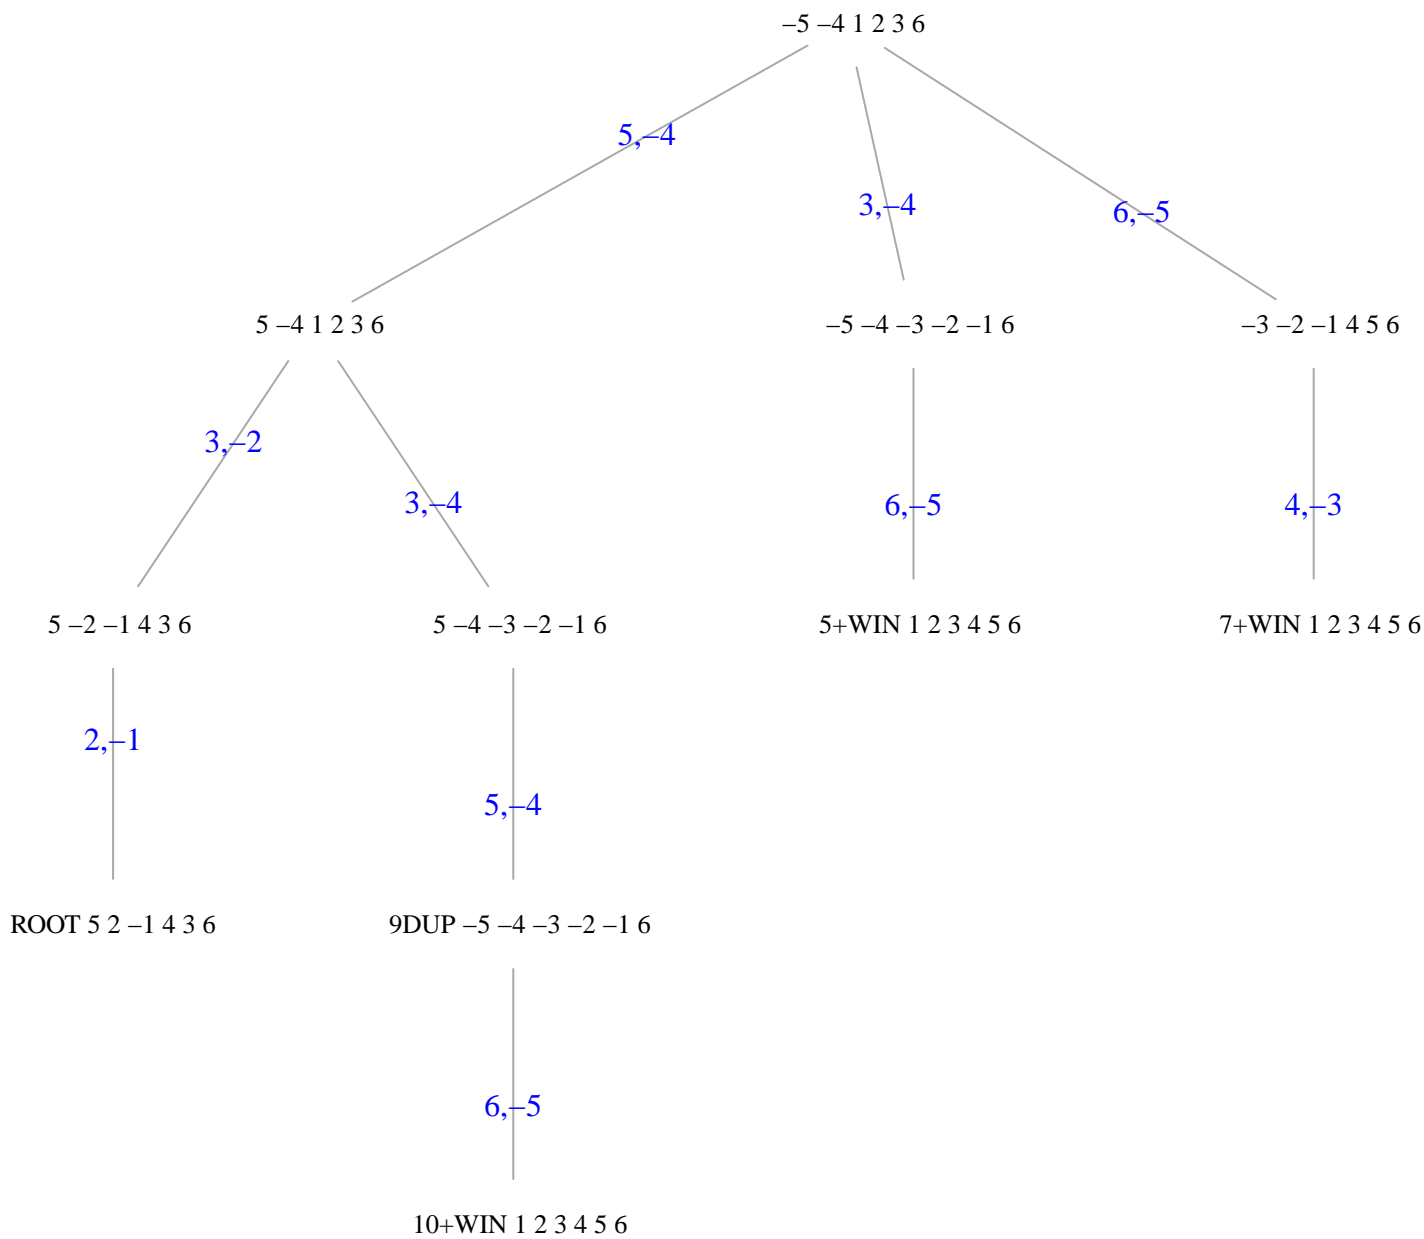 –5 –4 1 2 3 6
5,–4
3,–4
6,–5
5 –4 1 2 3 6
–5 –4 –3 –2 –1 6
–3 –2 –1 4 5 6
3,–2
3,–4
6,–5
4,–3
5 –2 –1 4 3 6
5 –4 –3 –2 –1 6
5+WIN 1 2 3 4 5 6
7+WIN 1 2 3 4 5 6
2,–1
5,–4
ROOT 5 2 –1 4 3 6
9DUP –5 –4 –3 –2 –1 6
6,–5
10+WIN 1 2 3 4 5 6